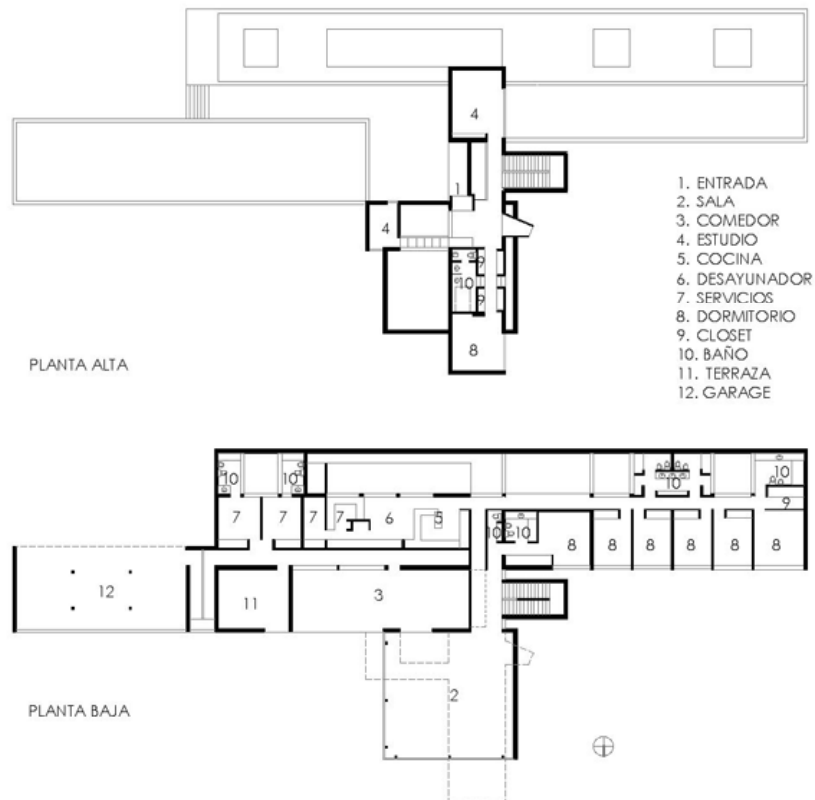 4
1
4
9
10
9
8
1. ENTRADA
2. SALA
3. COMEDOR
4. ESTUDIO
5. COCINA
6. DESAYUNADOR
7. SERVICIOS
8. DORMITORIO
9. CLOSET
10. BAÑO
11. TERRAZA
12. GARAGE
PLANTA ALTA
10 10 10 10
9
7 7 7 7 6 5 10 10
8 8 8 8 8 8
12 11 3
2
PLANTA BAJA